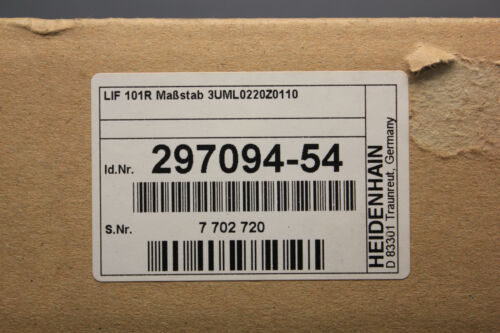 LIF 101R Maßstab 3UML0220Z0110
Id.Nr. 297094-54
S.Nr. 7 702 720
HEIDENHAIN
D 83301 Traunreut, Germany